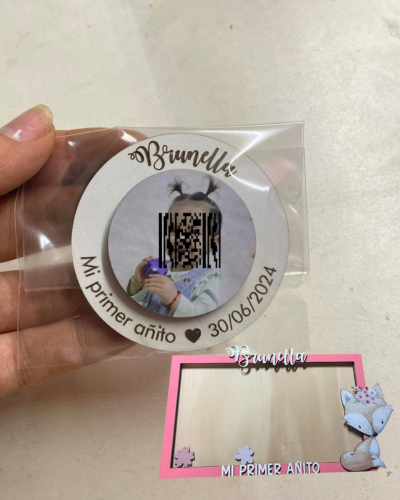 Brunella
Mi primer añito ♥ 30/06/2024
Brunella
MI PRIMER AÑITO